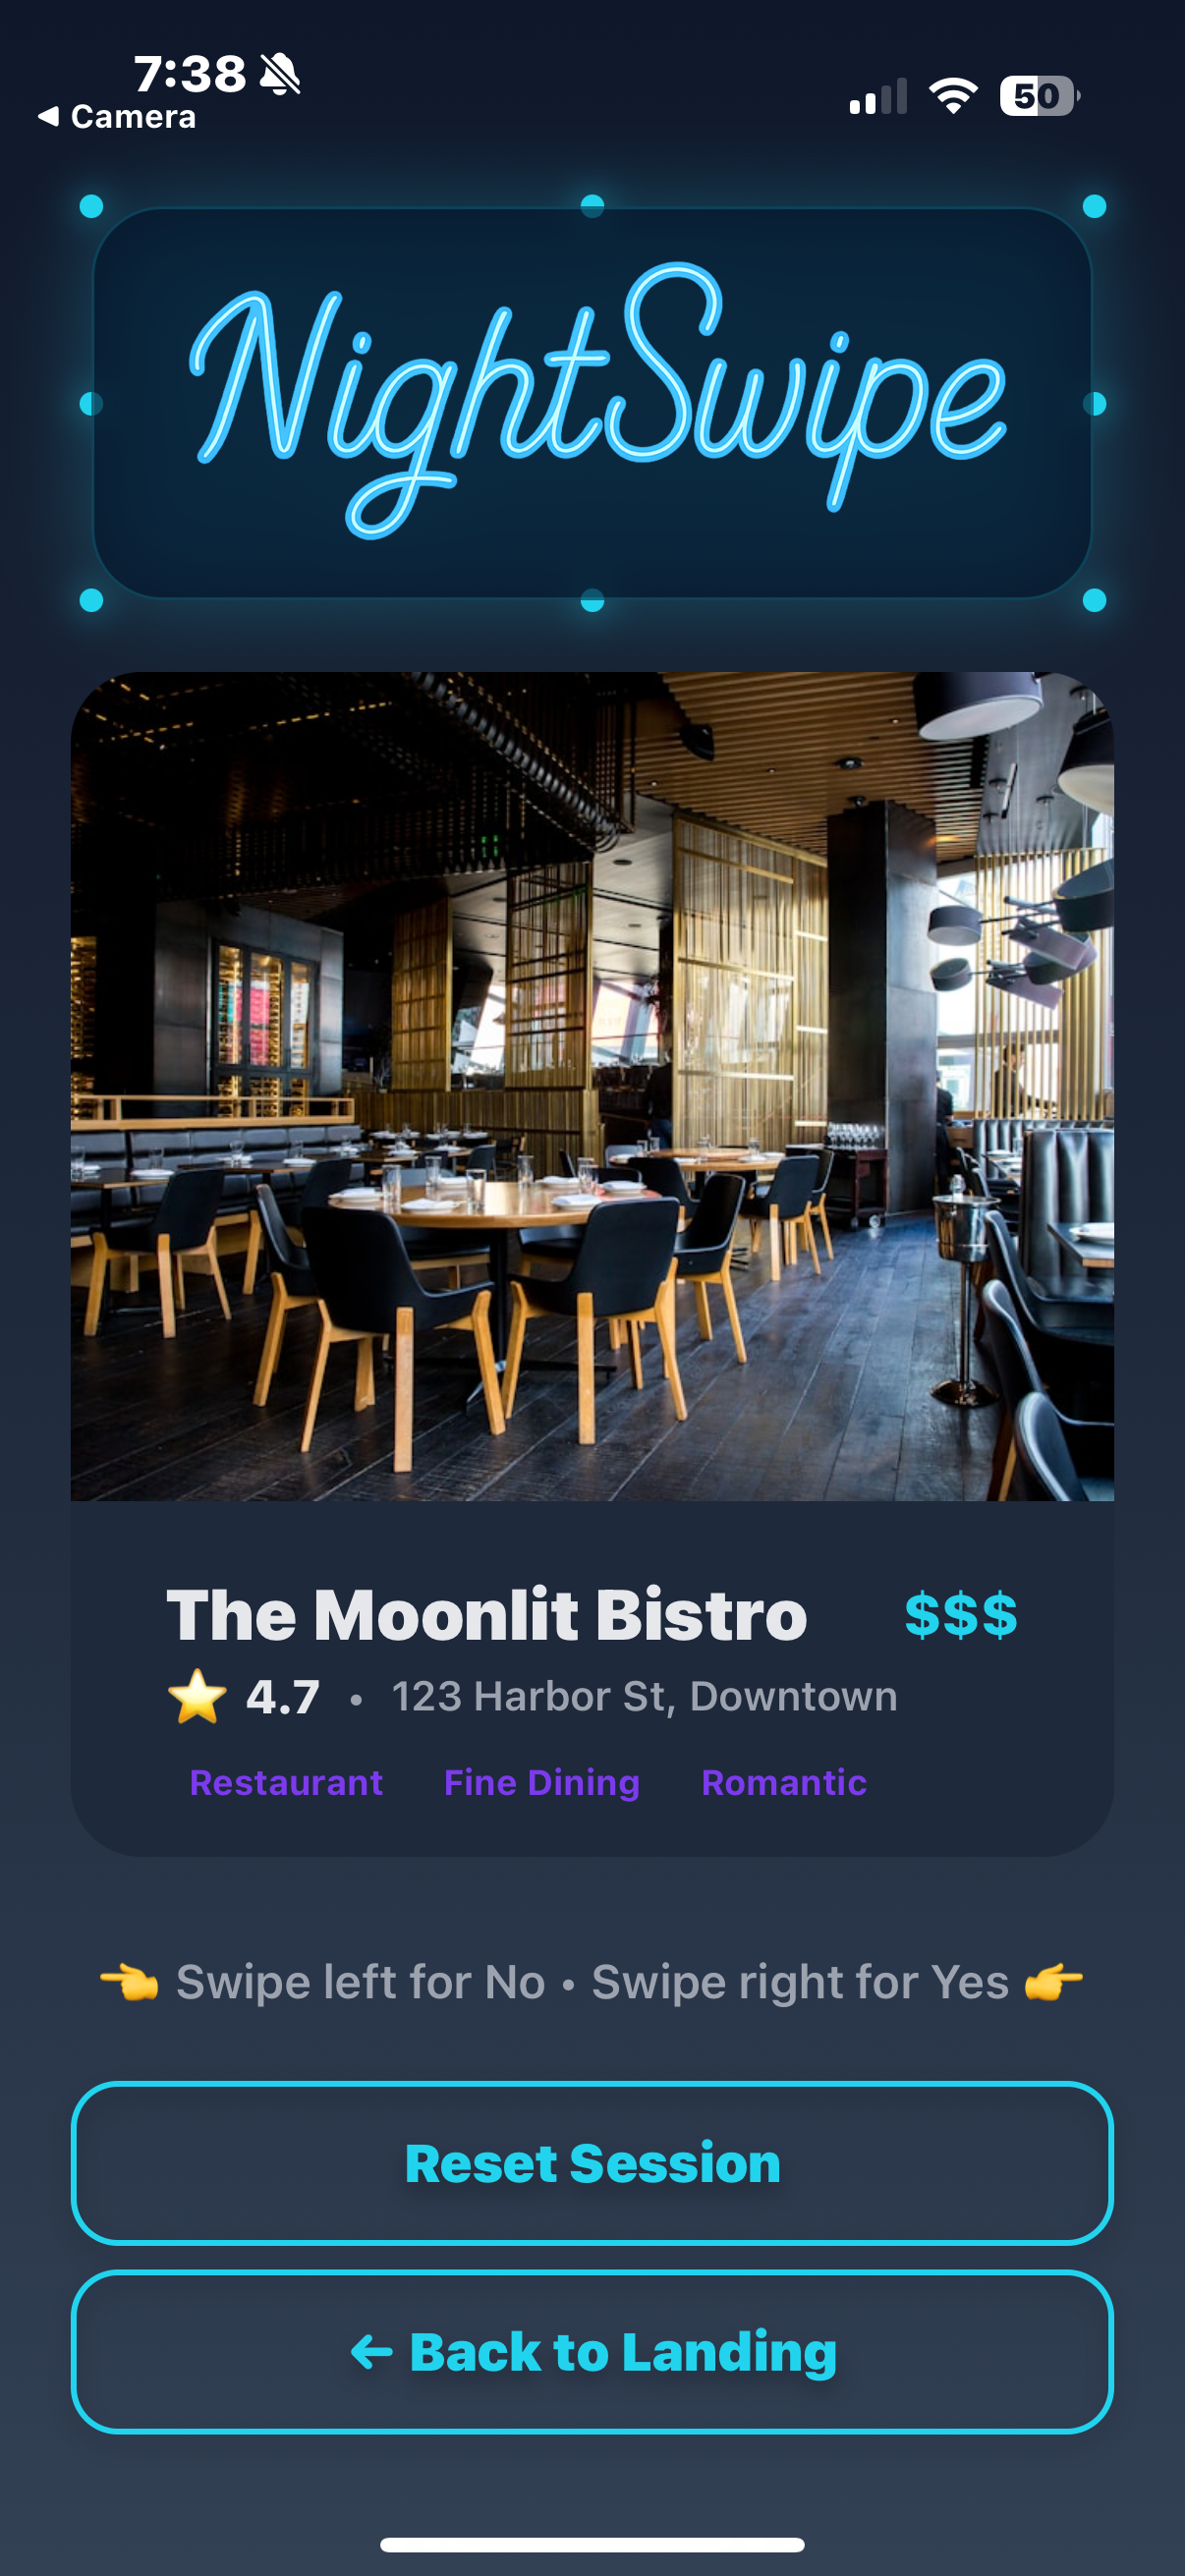 7:38
Camera
50
NightSwipe
The Moonlit Bistro $$$
4.7 • 123 Harbor St, Downtown
Restaurant Fine Dining Romantic
👈 Swipe left for No • Swipe right for Yes 👉
Reset Session
← Back to Landing